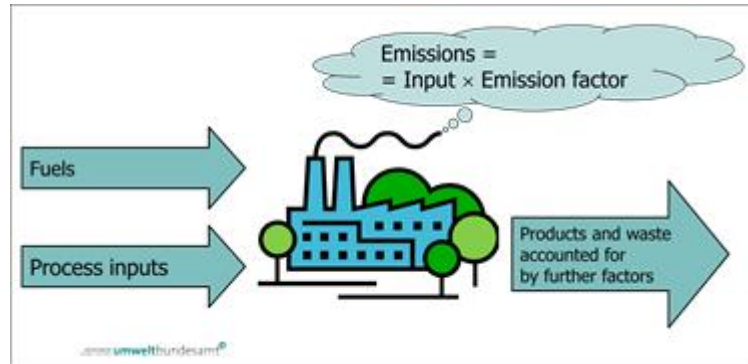 Emissions =
= Input × Emission factor
Fuels
Process inputs
Products and waste
accounted for
by further factors
umweltbundesamt